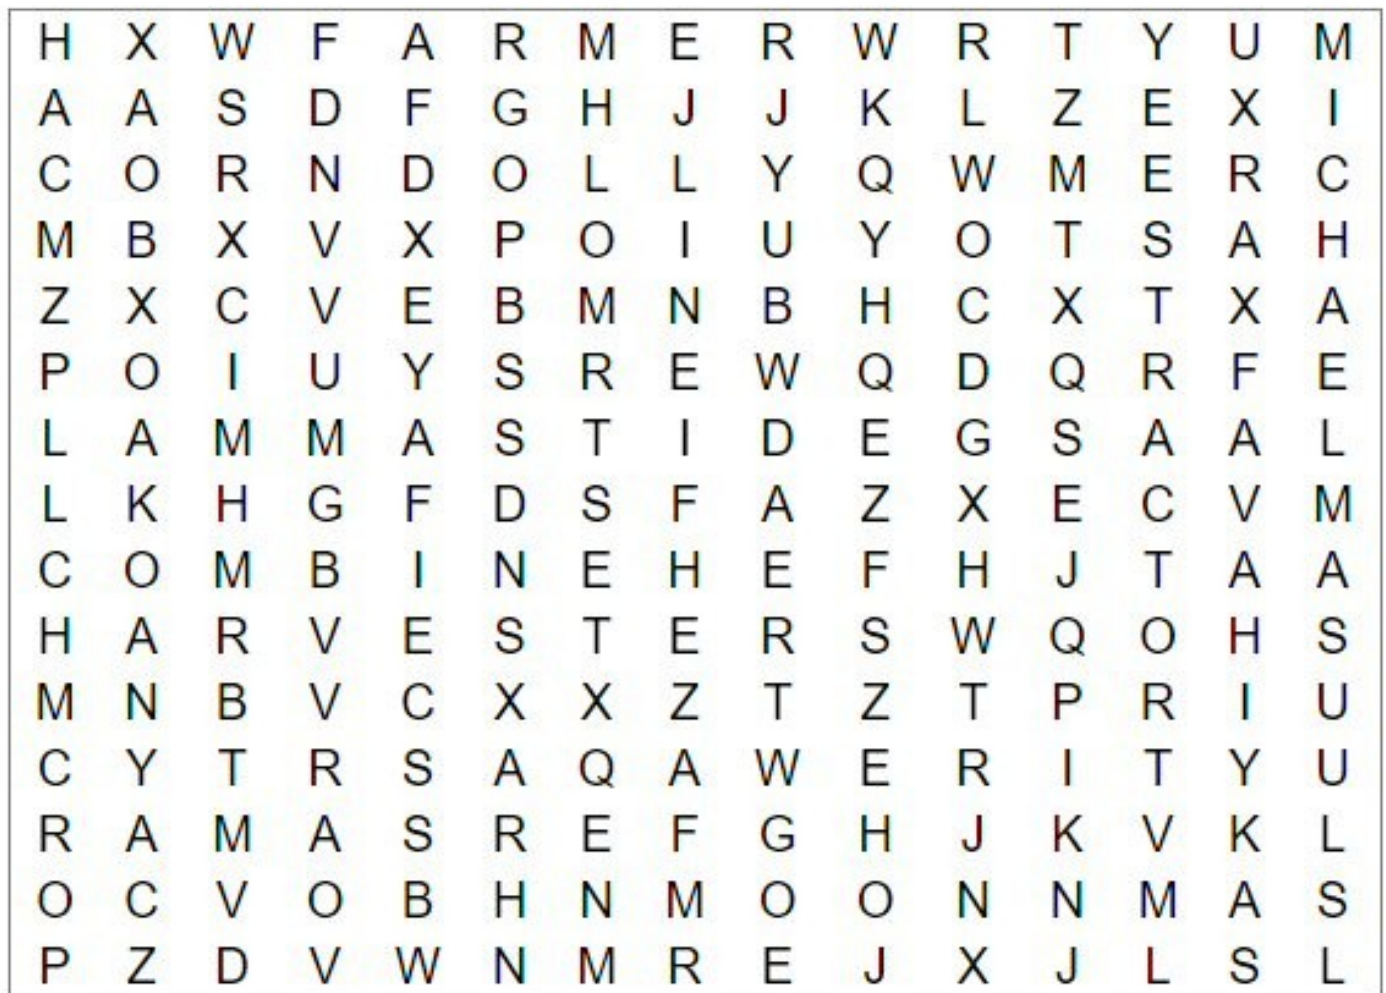 H X W F A R M E R W R T Y U M
A A S D F G H J J K L Z E X I
C O R N D O L L Y Q W M E R C
M B X V X P O I U Y O T S A H
Z X C V E B M N B H C X T X A
P O I U Y S R E W Q D Q R F E
L A M M A S T I D E G S A A L
L K H G F D S F A Z X E C V M
C O M B I N E H E F H J T A A
H A R V E S T E R S W Q O H S
M N B V C X X Z T Z T P R I U
C Y T R S A Q A W E R I T Y U
R A M A S R E F G H J K V K L
O C V O B H N M O O N N M A S
P Z D V W N M R E J X J L S L